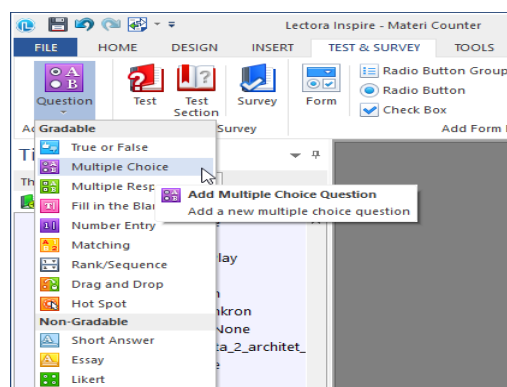 Lectora Inspire - Materi Counter
FILE HOME DESIGN INSERT TEST & SURVEY TOOLS
Question Test Test Section Survey Form
Radio Button Group
Radio Button
Check Box
Survey Add Form
Gradable
True or False
Multiple Choice
Multiple Resp
Fill in the Bla
Number Entry
Matching
Rank/Sequence
Drag and Drop
Hot Spot
Non-Gradable
Short Answer
Essay
Likert
Add Multiple Choice Question
Add a new multiple choice question
lay
nkron
None
ta_2_architet_